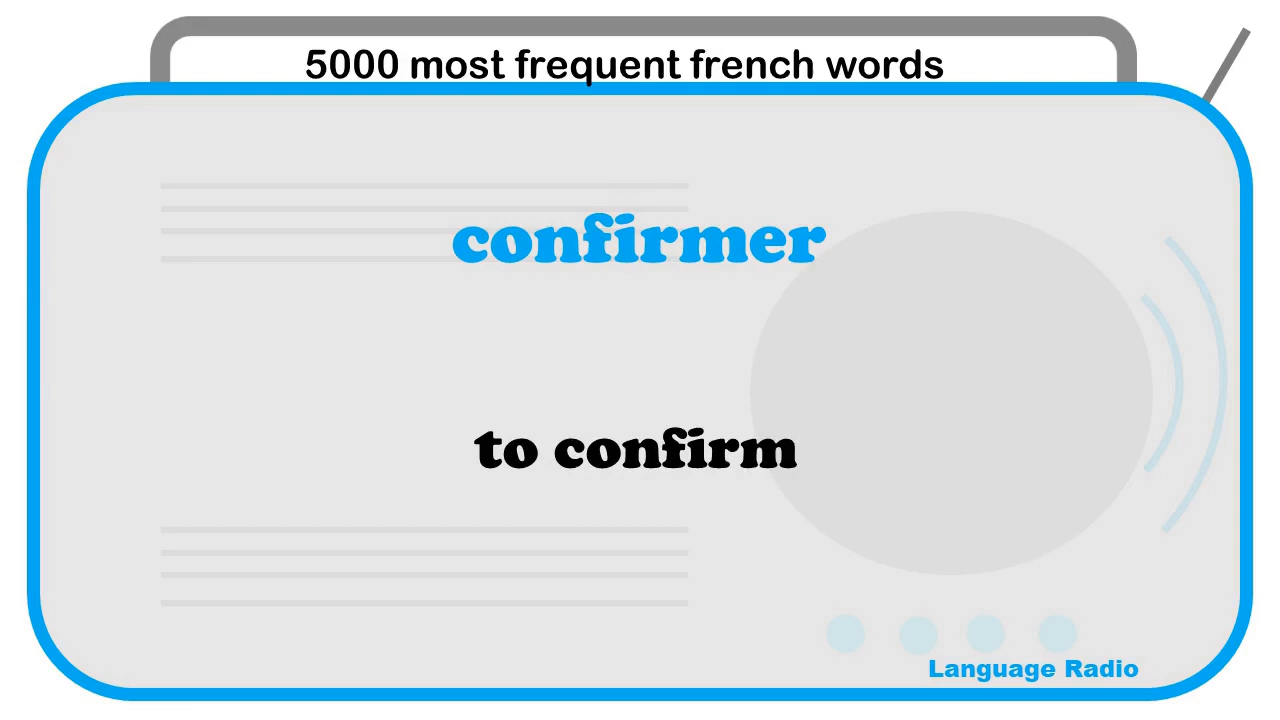 5000 most frequent french words
confirmer
to confirm
Language Radio